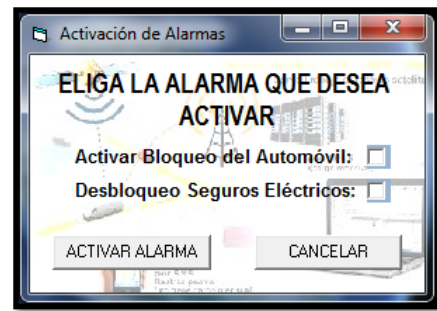 Activación de Alarmas
ELIGA LA ALARMA QUE DESEA
ACTIVAR
Activar Bloqueo del Automóvil:
Desbloqueo Seguros Eléctricos:
ACTIVAR ALARMA CANCELAR